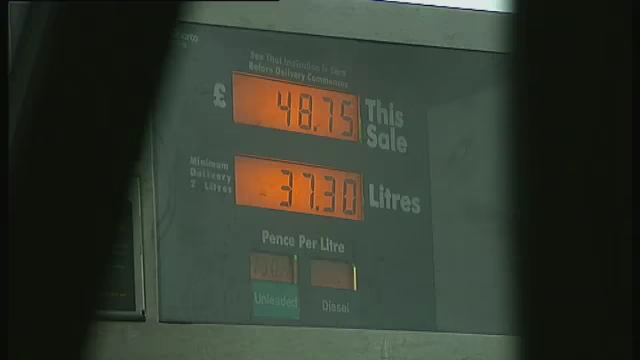 See That Indication is Zero
Before Delivery Commences
£ 48.75 This Sale
Minimum
Delivery
2 Litres
37.30 Litres
Pence Per Litre
Unleaded
Diesel